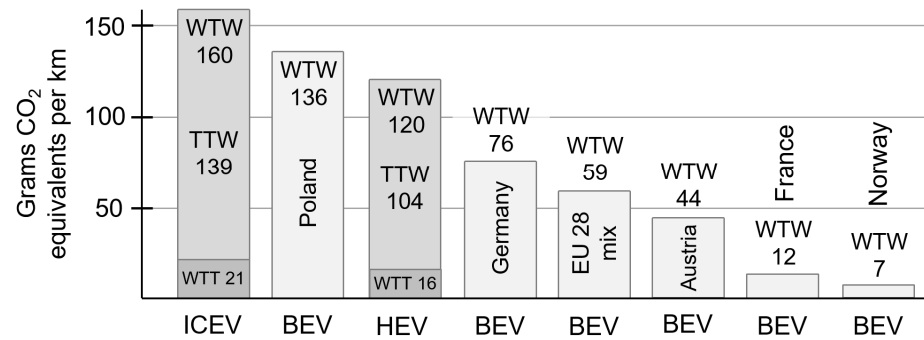 Grams CO2
equivalents per km
150
100
50
WTW
160
TTW
139
WTT 21
ICEV
WTW
136
Poland
BEV
WTW
120
TTW
104
WTT 16
HEV
WTW
76
Germany
BEV
WTW
59
EU 28
mix
BEV
WTW
44
Austria
BEV
France
WTW
12
BEV
Norway
WTW
7
BEV